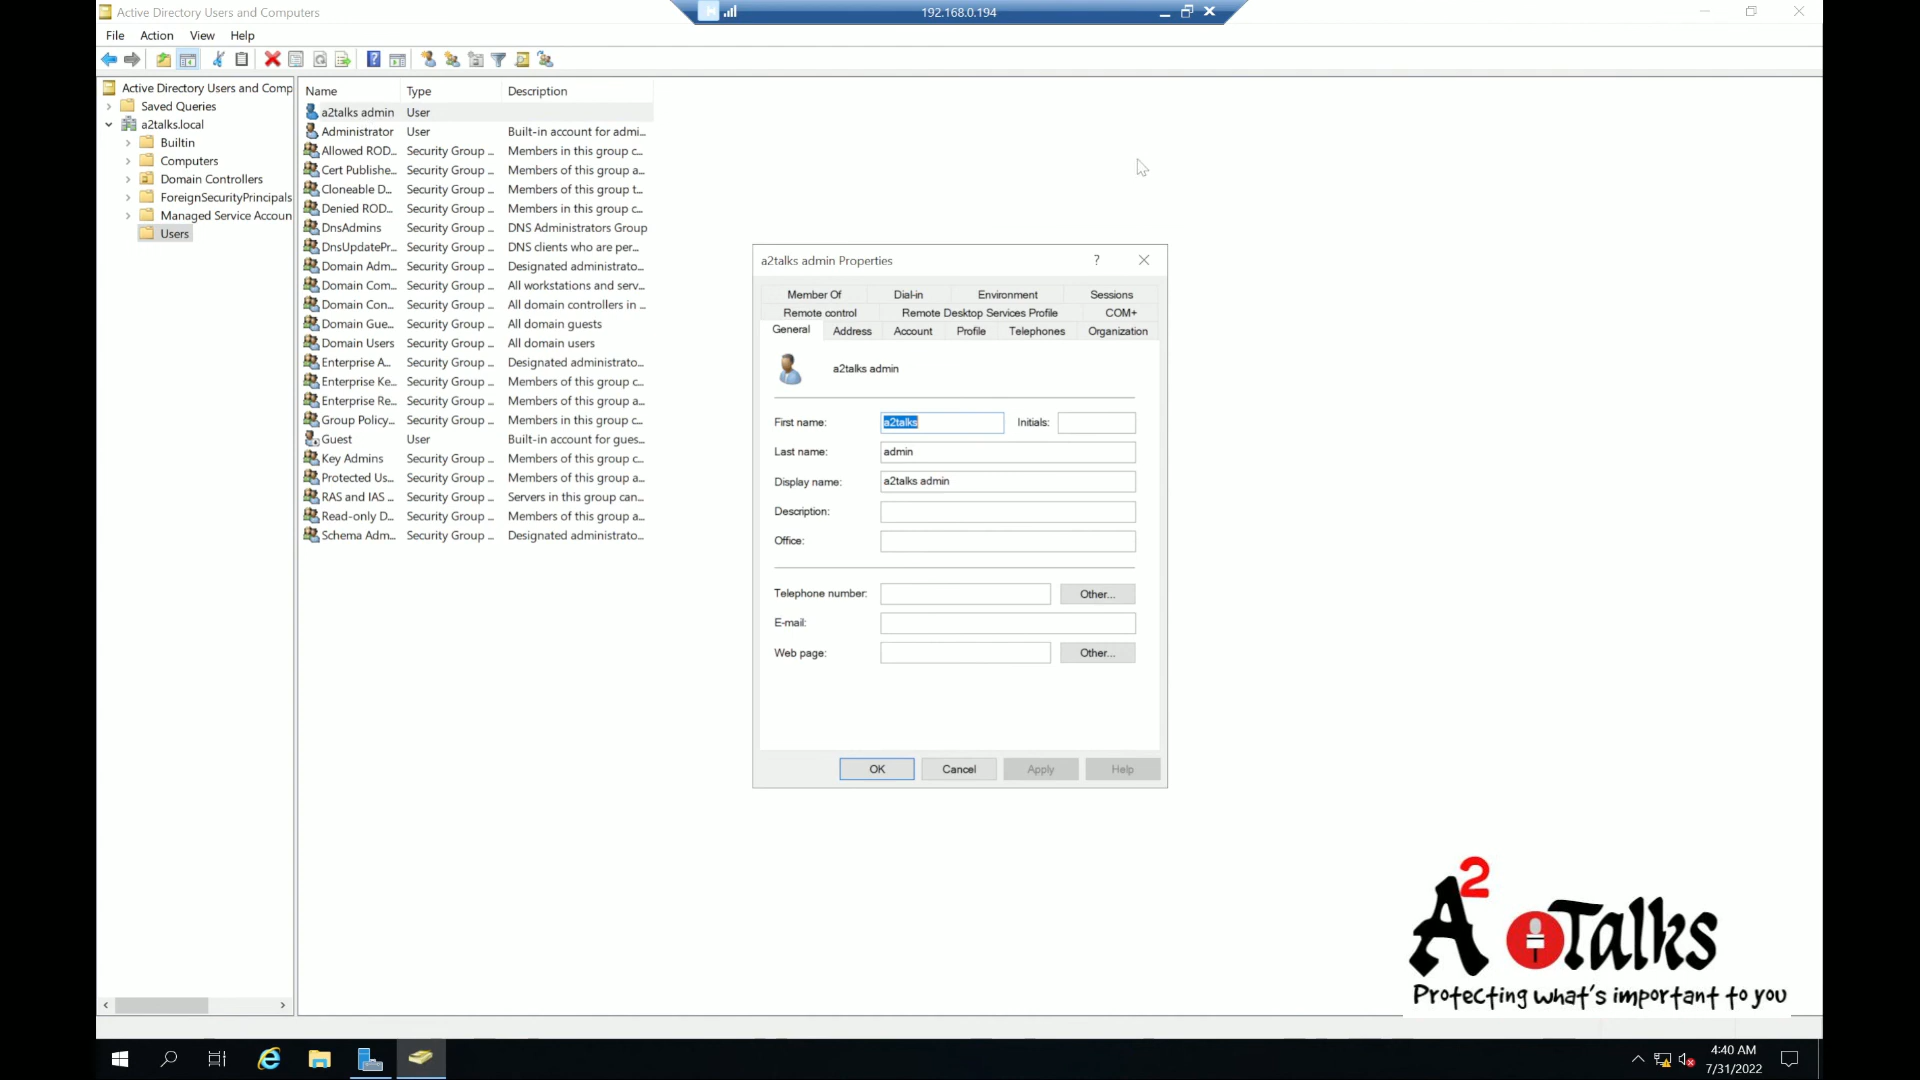 Active Directory Users and Computers
192.168.0.194
File Action View Help
Active Directory Users and Comp
Saved Queries
a2talks.local
Builtin
Computers
Domain Controllers
ForeignSecurityPrincipals
Managed Service Accoun
Users
Name Type Description
a2talks admin User
Administrator User Built-in account for admi...
Allowed ROD... Security Group ... Members in this group c...
Cert Publishe... Security Group ... Members of this group a...
Cloneable D... Security Group ... Members of this group t...
Denied ROD... Security Group ... Members in this group c...
DnsAdmins Security Group ... DNS Administrators Group
DnsUpdatePr... Security Group ... DNS clients who are per...
Domain Adm... Security Group ... Designated administrato...
Domain Com... Security Group ... All workstations and serv...
Domain Con... Security Group ... All domain controllers in ...
Domain Gue... Security Group ... All domain guests
Domain Users Security Group ... All domain users
Enterprise A... Security Group ... Designated administrato...
Enterprise Ke... Security Group ... Members of this group c...
Enterprise Re... Security Group ... Members of this group a...
Group Policy... Security Group ... Members in this group c...
Guest User Built-in account for gues...
Key Admins Security Group ... Members of this group c...
Protected Us... Security Group ... Members of this group a...
RAS and IAS ... Security Group ... Servers in this group can...
Read-only D... Security Group ... Members of this group a...
Schema Adm... Security Group ... Designated administrato...
a2talks admin Properties ?
Member Of Dial-in Environment Sessions
Remote control Remote Desktop Services Profile COM+
General Address Account Profile Telephones Organization
a2talks admin
First name: a2talks Initials:
Last name: admin
Display name: a2talks admin
Description:
Office:
Telephone number: Other...
E-mail:
Web page: Other...
OK Cancel Apply Help
A2 Talks
Protecting what's important to you
4:40 AM
7/31/2022